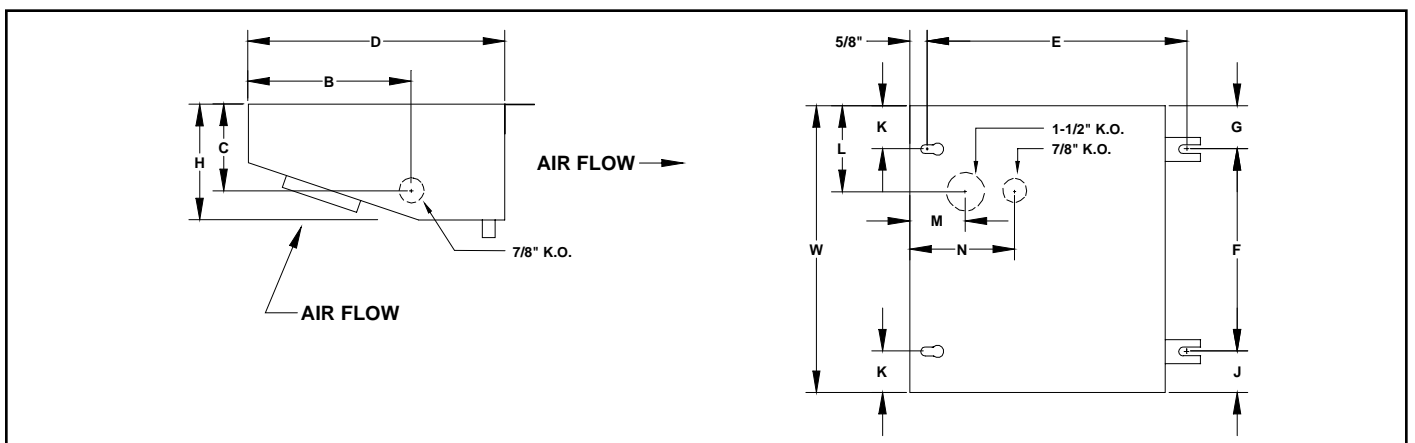 D
B
C
H
AIR FLOW
7/8" K.O.
AIR FLOW
5/8"
E
K
L
G
1-1/2" K.O.
7/8" K.O.
M
N
W
F
K
J